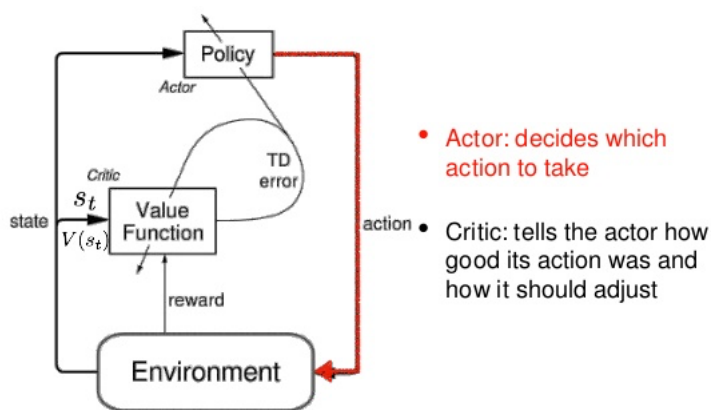 Policy
Actor
TD
error
Critic
s_t
state
Value
Function
V(s_t)
action
reward
Environment
• Actor: decides which
action to take
• Critic: tells the actor how
good its action was and
how it should adjust